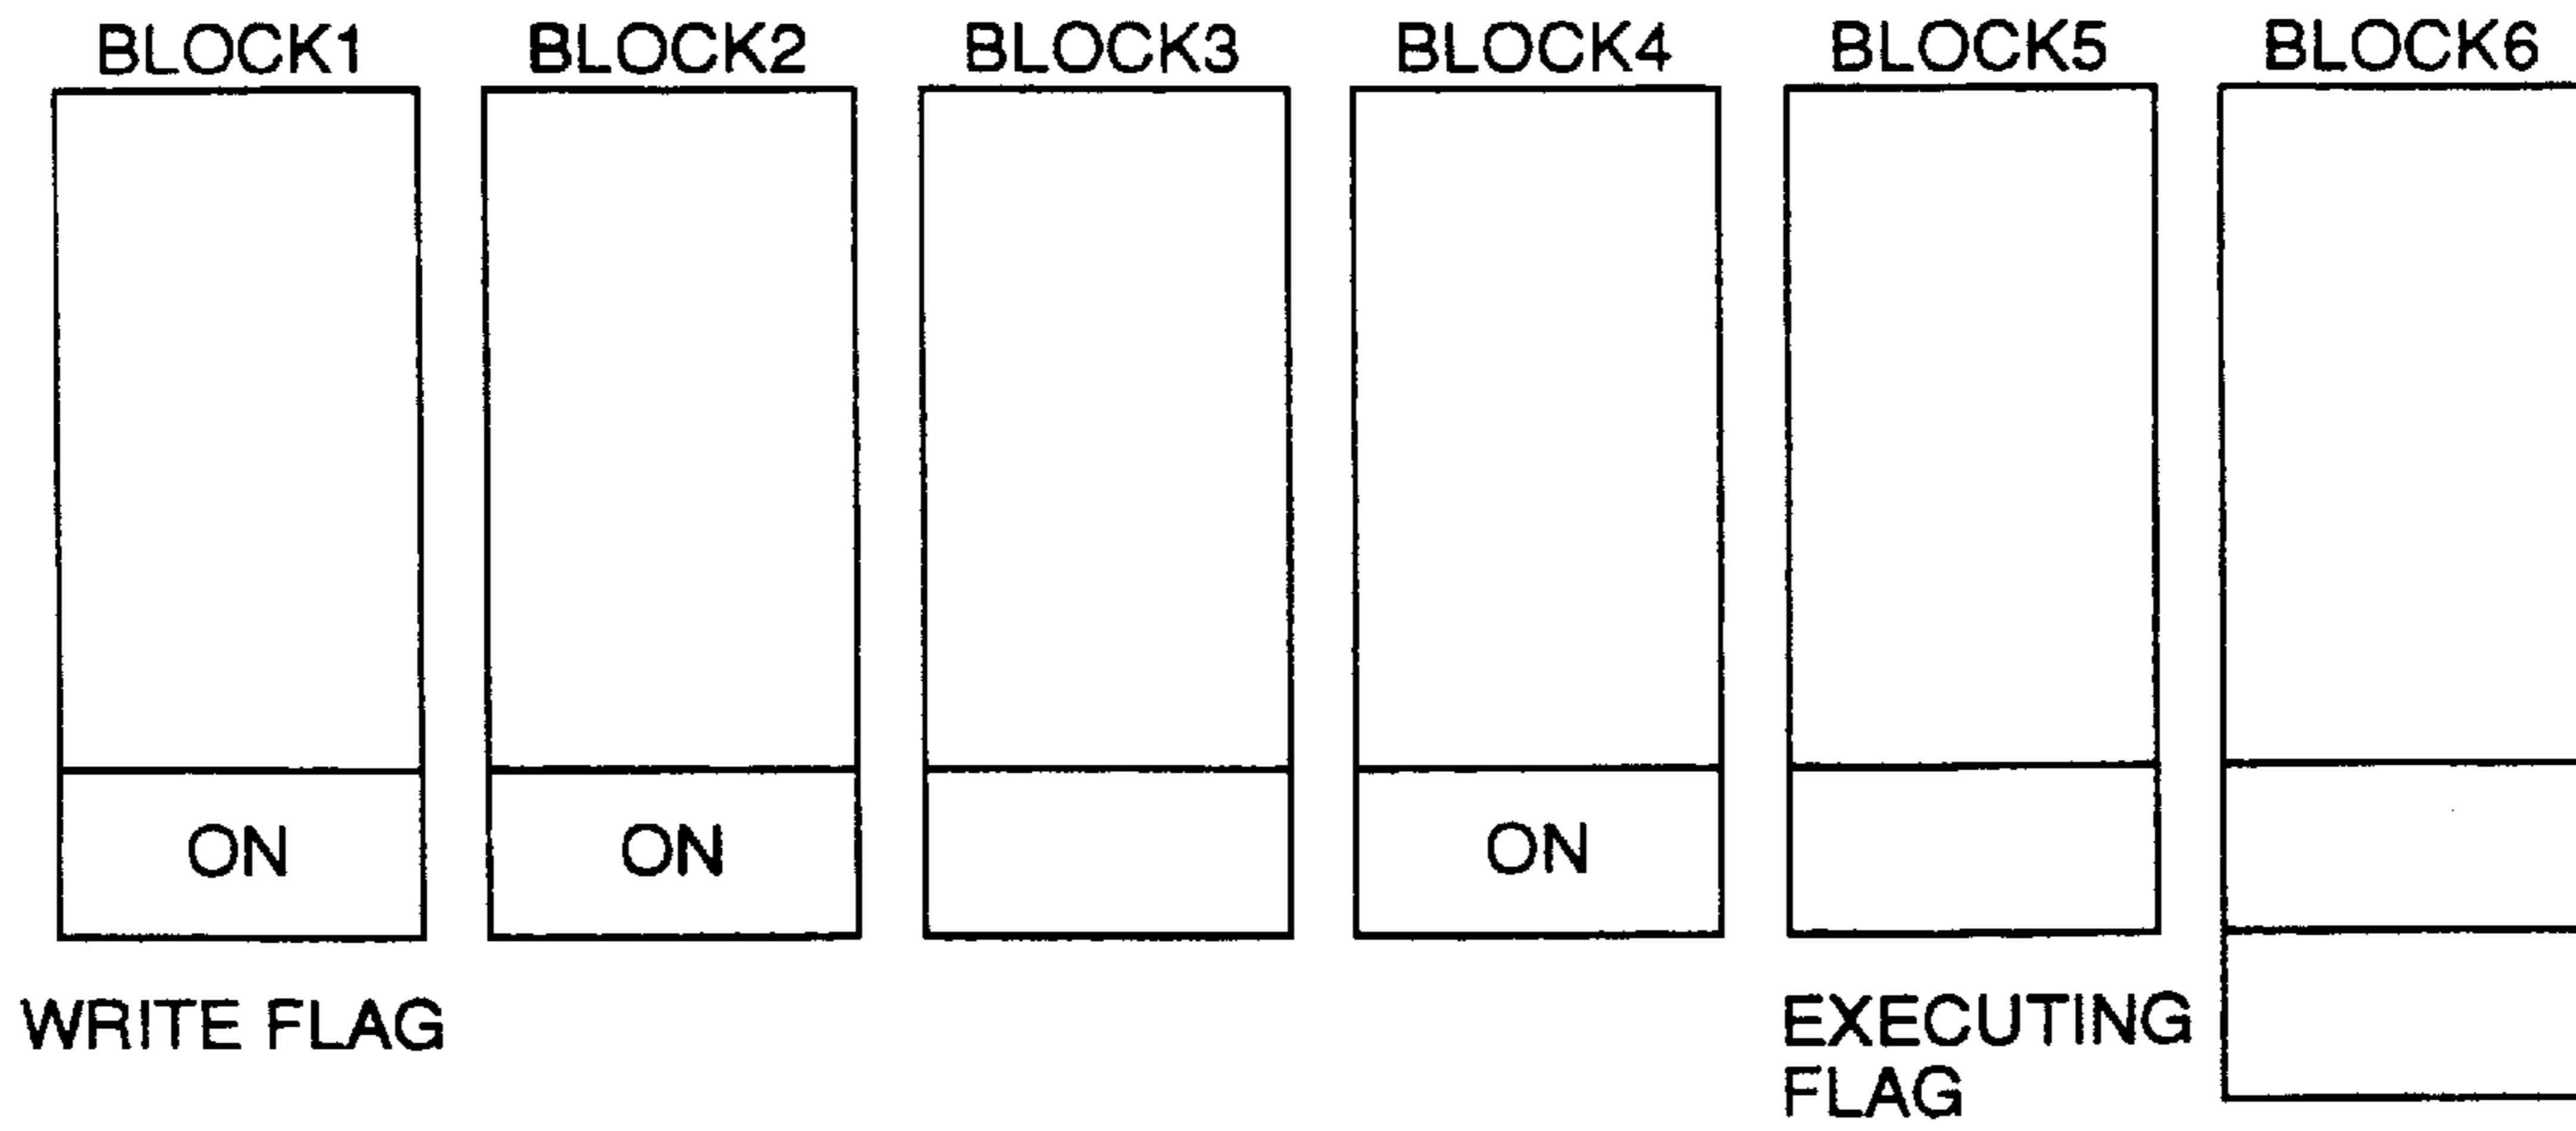 BLOCK1 BLOCK2 BLOCK3 BLOCK4 BLOCK5 BLOCK6
ON ON ON
WRITE FLAG
EXECUTING
FLAG